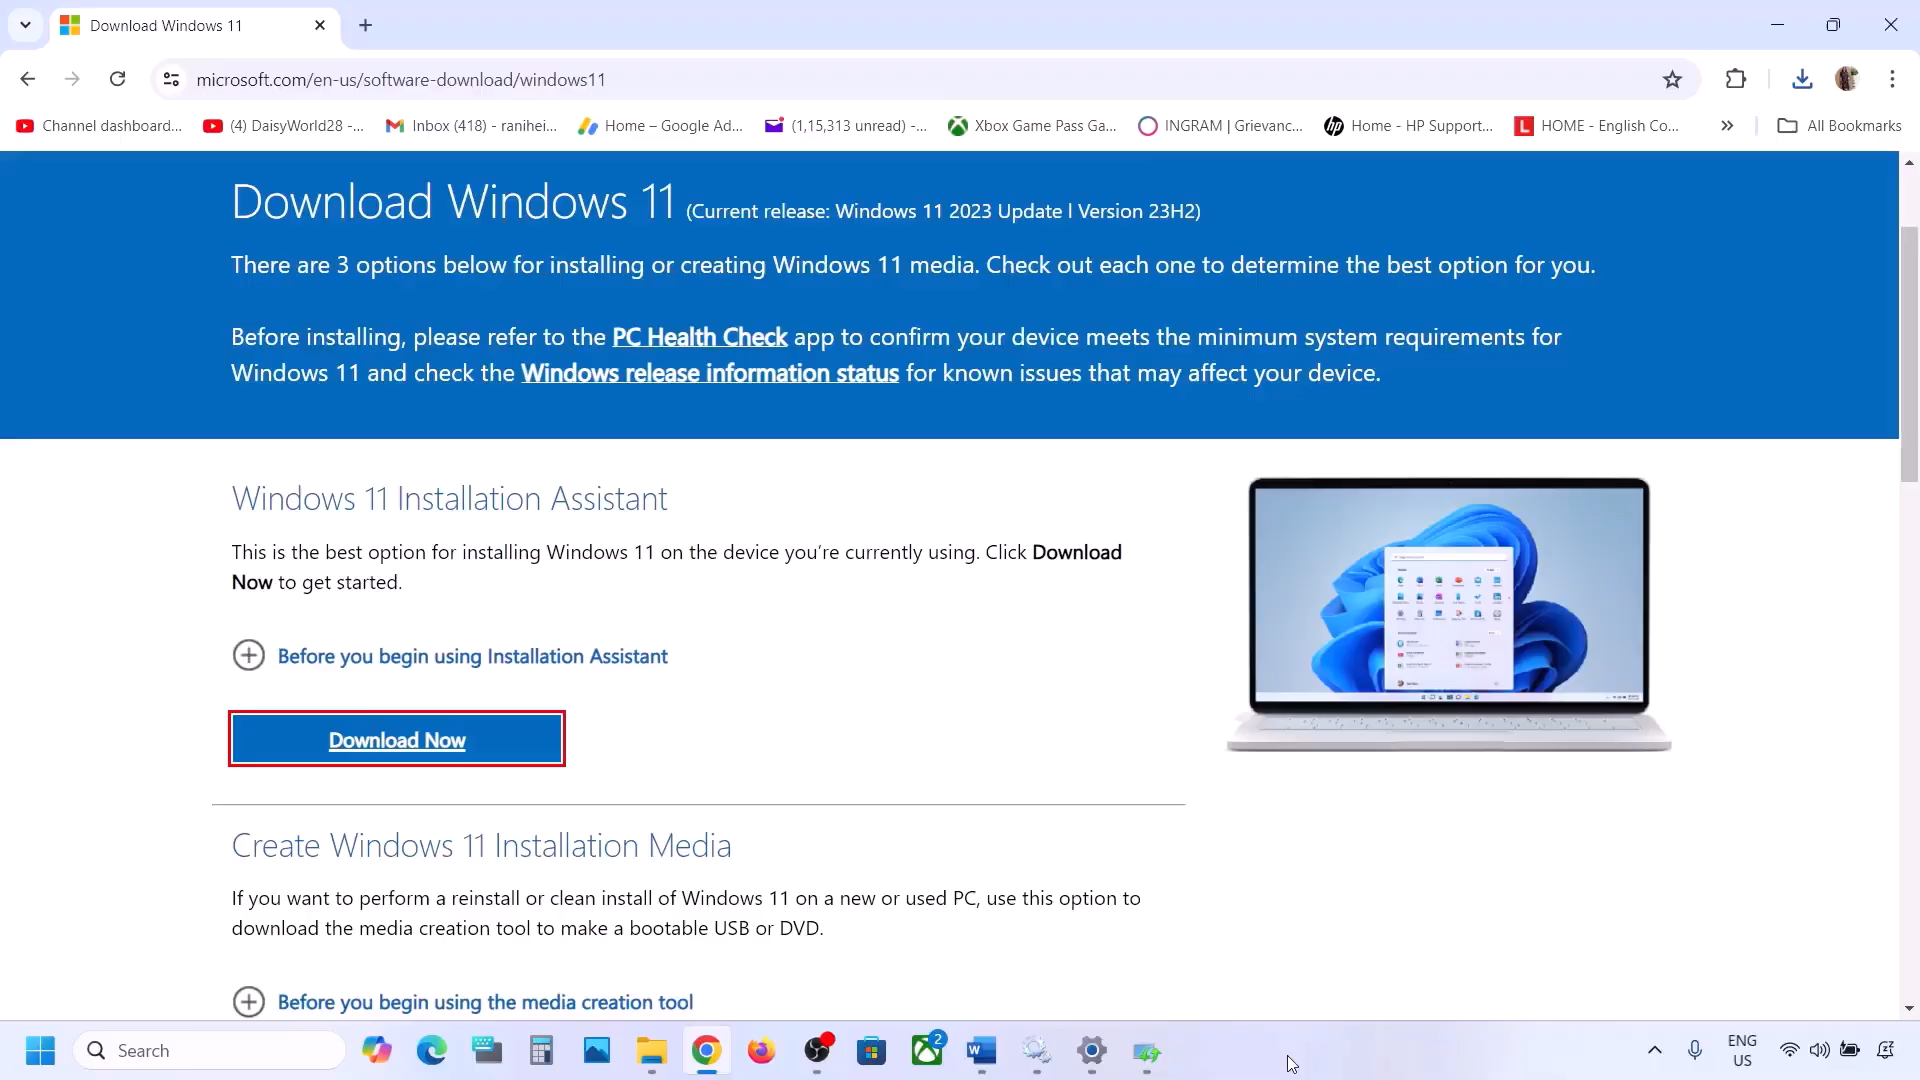 Download Windows 11
microsoft.com/en-us/software-download/windows11
Channel dashboard...
(4) DaisyWorld28 -...
Inbox (418) - ranihei...
Home – Google Ad...
(1,15,313 unread) -...
Xbox Game Pass Ga...
INGRAM | Grievanc...
Home - HP Support...
HOME - English Co...
All Bookmarks
Download Windows 11 (Current release: Windows 11 2023 Update l Version 23H2)
There are 3 options below for installing or creating Windows 11 media. Check out each one to determine the best option for you.
Before installing, please refer to the PC Health Check app to confirm your device meets the minimum system requirements for
Windows 11 and check the Windows release information status for known issues that may affect your device.
Windows 11 Installation Assistant
This is the best option for installing Windows 11 on the device you’re currently using. Click Download
Now to get started.
Before you begin using Installation Assistant
Download Now
Create Windows 11 Installation Media
If you want to perform a reinstall or clean install of Windows 11 on a new or used PC, use this option to
download the media creation tool to make a bootable USB or DVD.
Before you begin using the media creation tool
Search
2
ENG
US